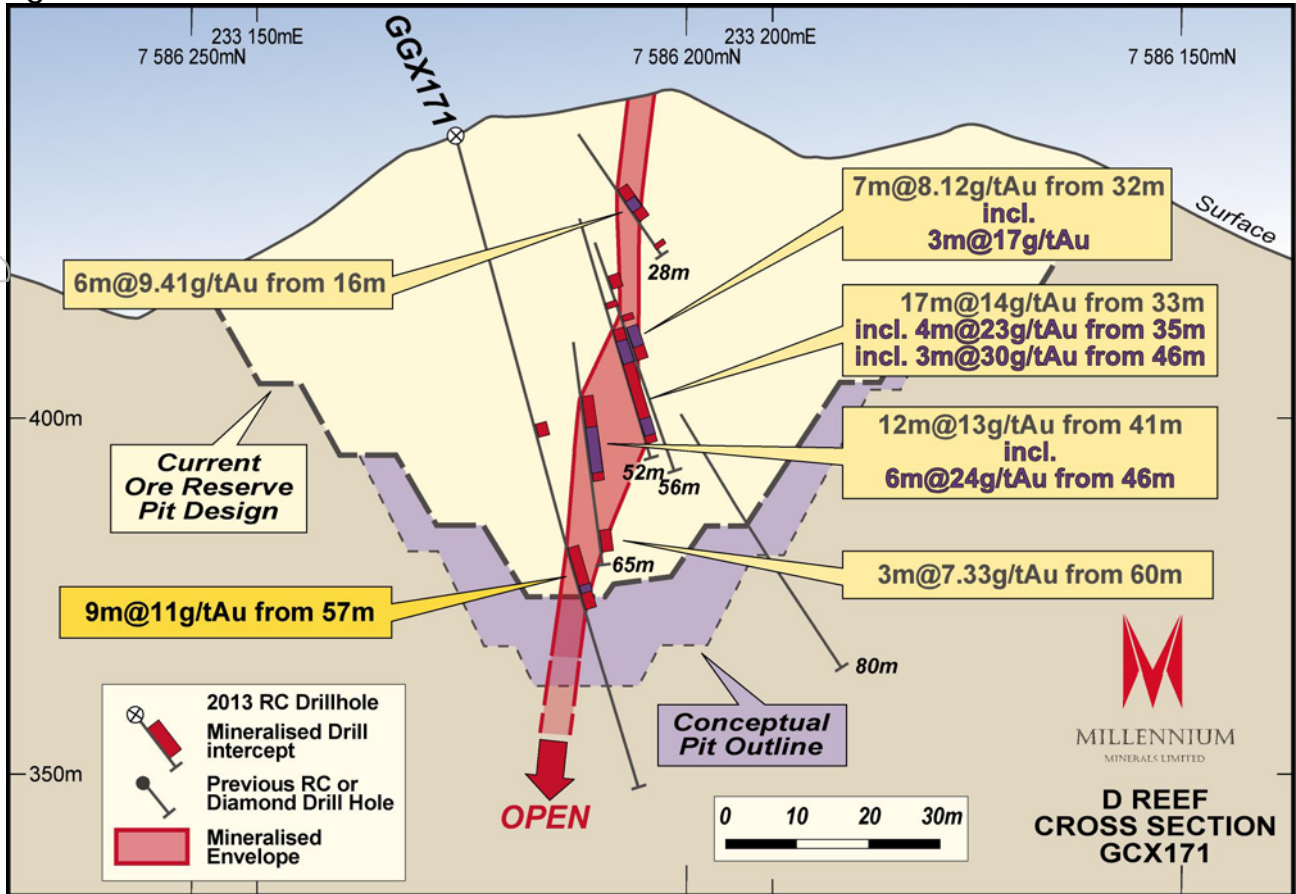 233 150mE
233 200mE
7 586 250mN
7 586 200mN
7 586 150mN
GGX171
Surface
7m@8.12g/tAu from 32m
incl.
3m@17g/tAu
6m@9.41g/tAu from 16m
28m
17m@14g/tAu from 33m
incl. 4m@23g/tAu from 35m
incl. 3m@30g/tAu from 46m
400m
12m@13g/tAu from 41m
incl.
6m@24g/tAu from 46m
Current
Ore Reserve
Pit Design
52m
56m
65m
3m@7.33g/tAu from 60m
9m@11g/tAu from 57m
80m
2013 RC Drillhole
Mineralised Drill
intercept
Previous RC or
Diamond Drill Hole
Mineralised
Envelope
Conceptual
Pit Outline
350m
OPEN
0 10 20 30m
MILLENNIUM
MINERALS LIMITED
D REEF
CROSS SECTION
GCX171